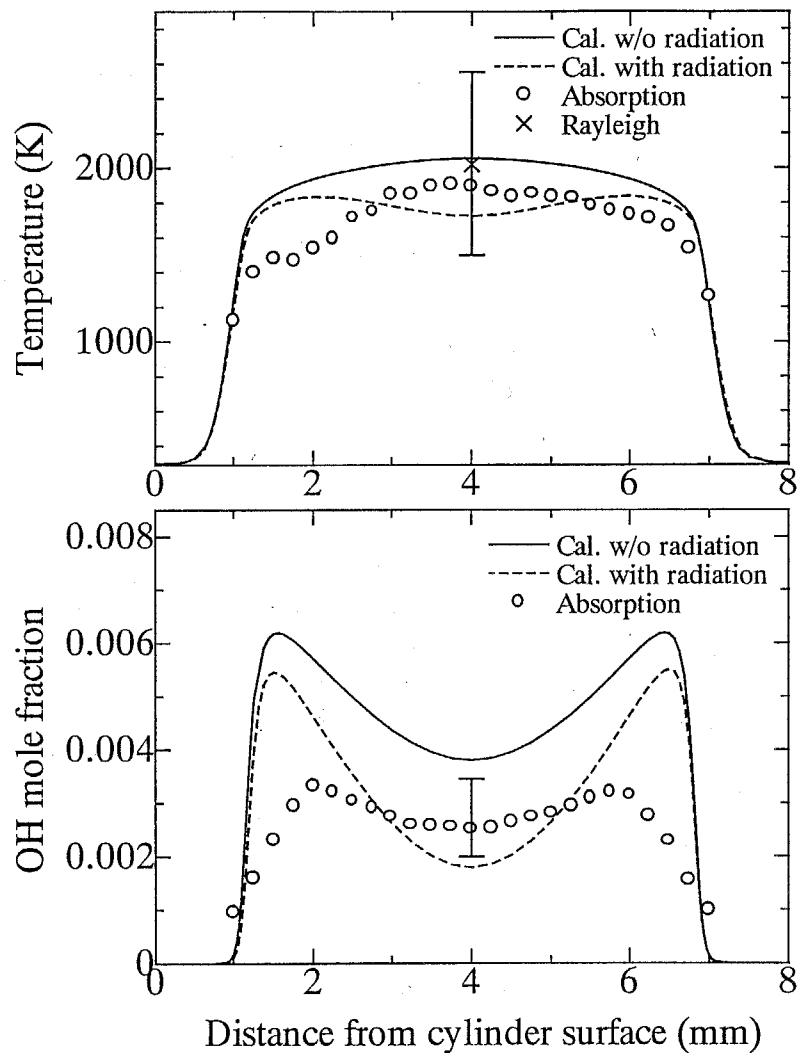 Cal. w/o radiation
Cal. with radiation
Absorption
Rayleigh
Temperature (K)
2000
1000
0 2 4 6 8
Cal. w/o radiation
Cal. with radiation
Absorption
OH mole fraction
0.008
0.006
0.004
0.002
0
0 2 4 6 8
Distance from cylinder surface (mm)